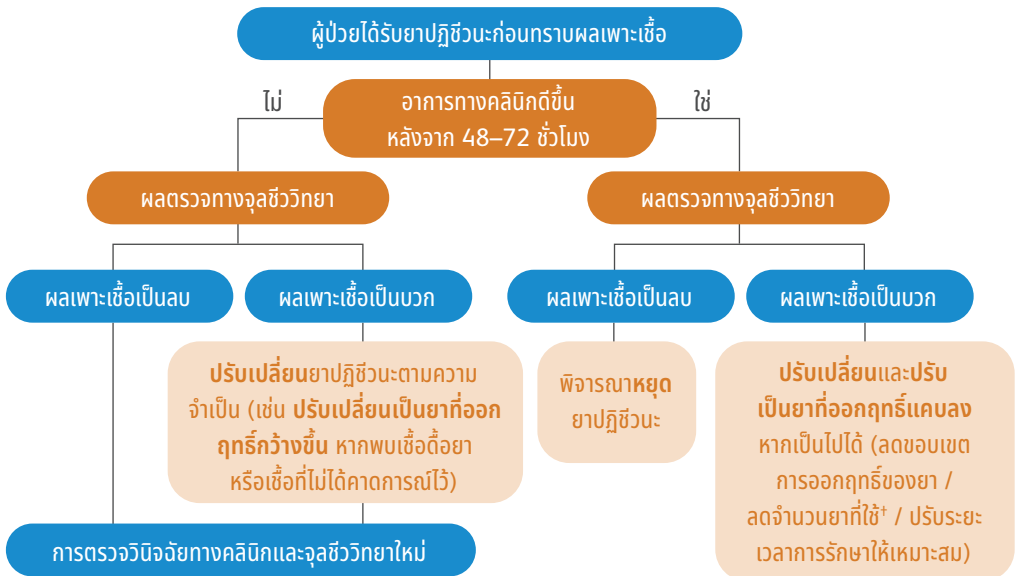 ผู้ป่วยได้รับยาปฏิชีวนะก่อนทราบผลเพาะเชื้อ
ไม่
อาการทางคลินิกดีขึ้น
หลังจาก 48–72 ชั่วโมง
ใช่
ผลตรวจทางจุลชีววิทยา
ผลตรวจทางจุลชีววิทยา
ผลเพาะเชื้อเป็นลบ
ผลเพาะเชื้อเป็นบวก
ผลเพาะเชื้อเป็นลบ
ผลเพาะเชื้อเป็นบวก
ปรับเปลี่ยนยาปฏิชีวนะตามความ
จำเป็น (เช่น ปรับเปลี่ยนเป็นยาที่ออก
ฤทธิ์กว้างขึ้น หากพบเชื้อดื้อยา
หรือเชื้อที่ไม่ได้คาดการณ์ไว้)
พิจารณาหยุด
ยาปฏิชีวนะ
ปรับเปลี่ยนและปรับ
เป็นยาที่ออกฤทธิ์แคบลง
หากเป็นไปได้ (ลดขอบเขต
การออกฤทธิ์ของยา /
ลดจำนวนยาที่ใช้† / ปรับระยะ
เวลาการรักษาให้เหมาะสม)
การตรวจวินิจฉัยทางคลินิกและจุลชีววิทยาใหม่